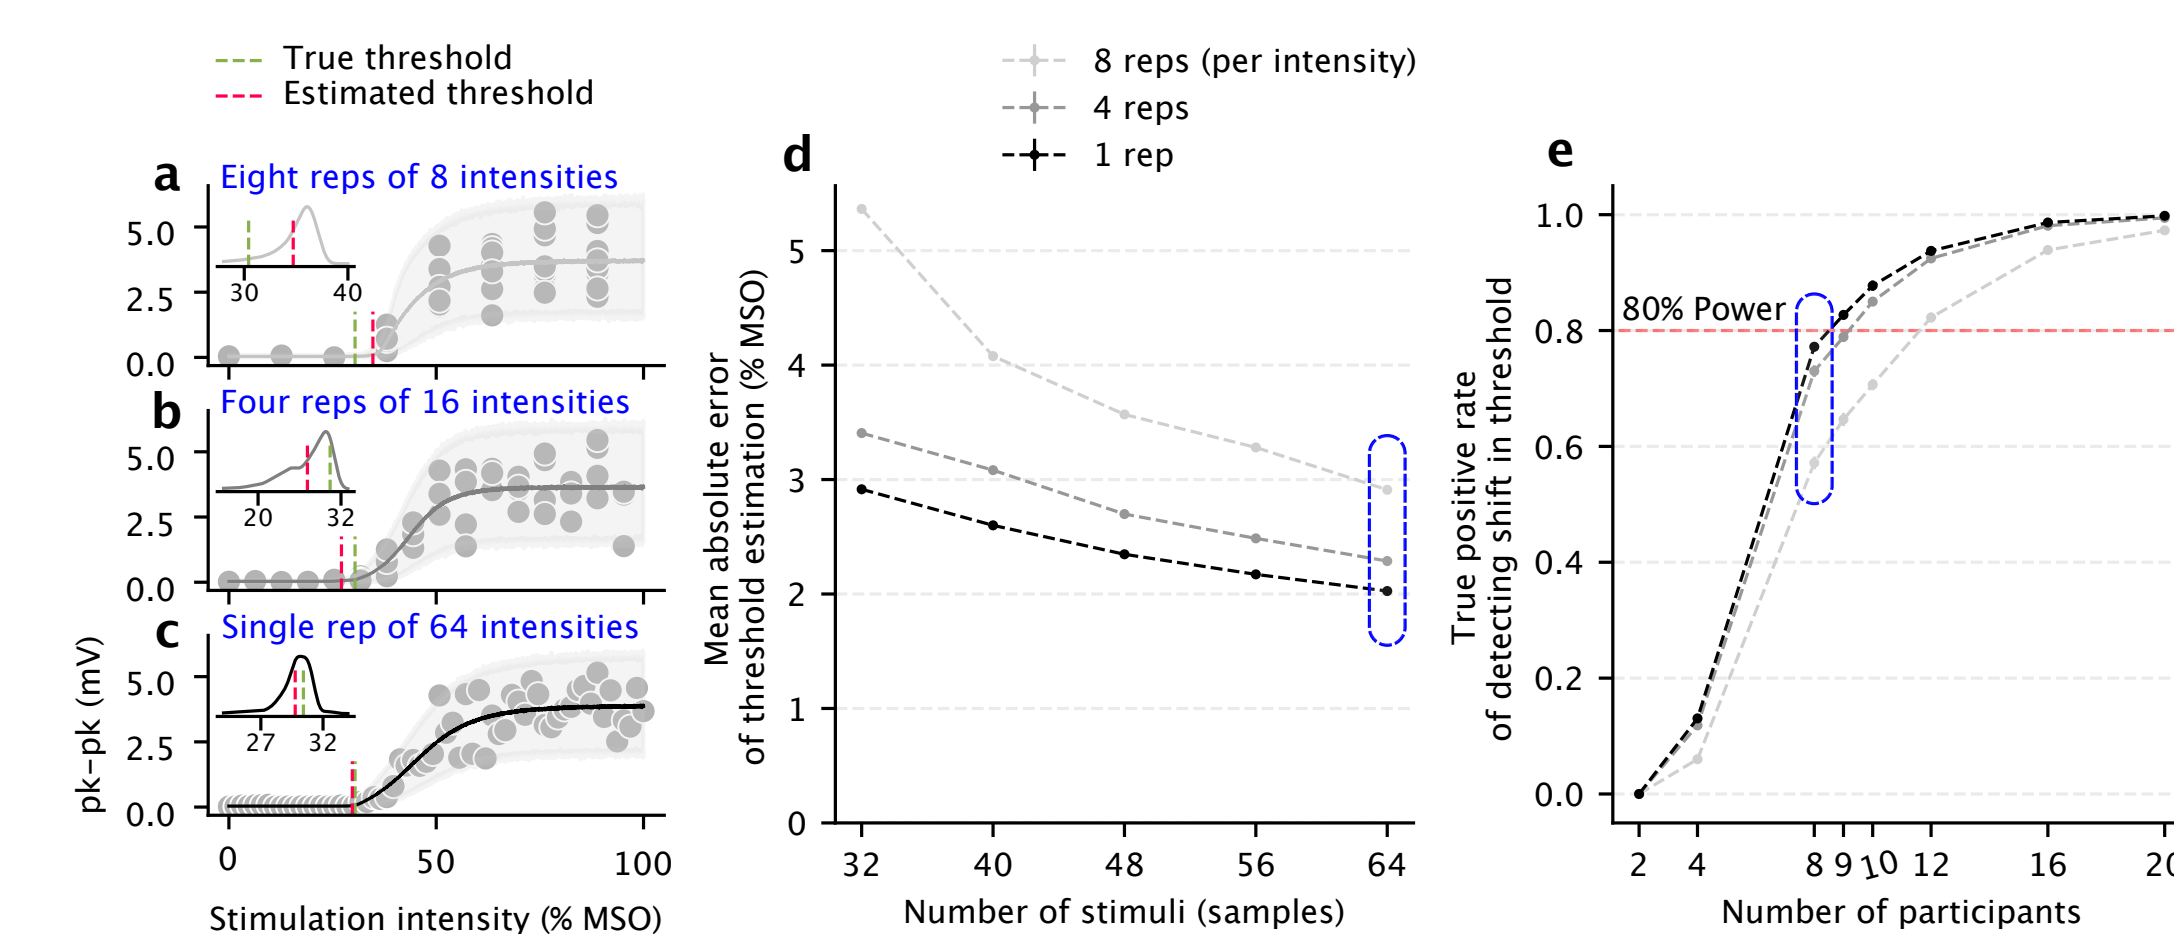 True threshold
Estimated threshold
8 reps (per intensity)
4 reps
1 rep
a
Eight reps of 8 intensities
5.0
2.5
0.0
30
40
b
Four reps of 16 intensities
5.0
2.5
0.0
20
32
c
Single rep of 64 intensities
5.0
2.5
0.0
27
32
pk–pk (mV)
0
50
100
Stimulation intensity (% MSO)
d
Mean absolute error
of threshold estimation (% MSO)
5
4
3
2
1
0
32
40
48
56
64
Number of stimuli (samples)
e
True positive rate
of detecting shift in threshold
80% Power
1.0
0.8
0.6
0.4
0.2
0.0
2
4
8
9
10
12
16
20
Number of participants